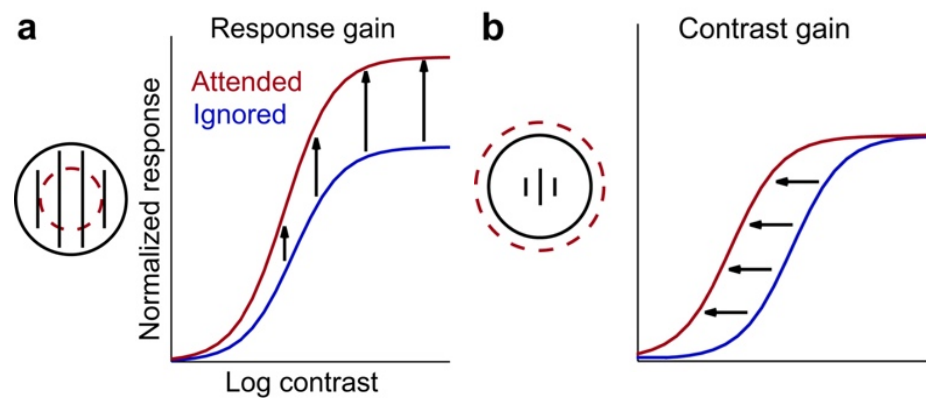 a
Response gain
Attended
Ignored
Normalized response
Log contrast
b
Contrast gain